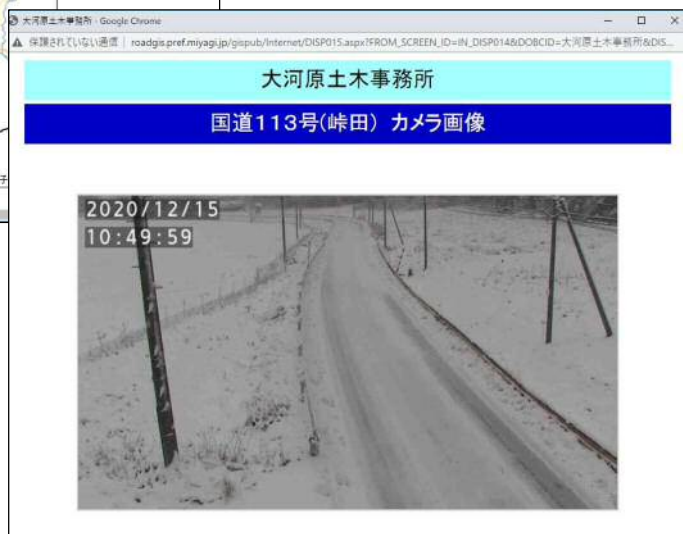 大河原土木事務所 - Google Chrome
保護されていない通信 | roadgis.pref.miyagi.jp/gispub/Internet/DISP015.aspx?FROM_SCREEN_ID=IN_DISP014&DOBCID=大河原土木事務所&DIS...
大河原土木事務所
国道113号(峠田) カメラ画像
2020/12/15
10:49:59
子